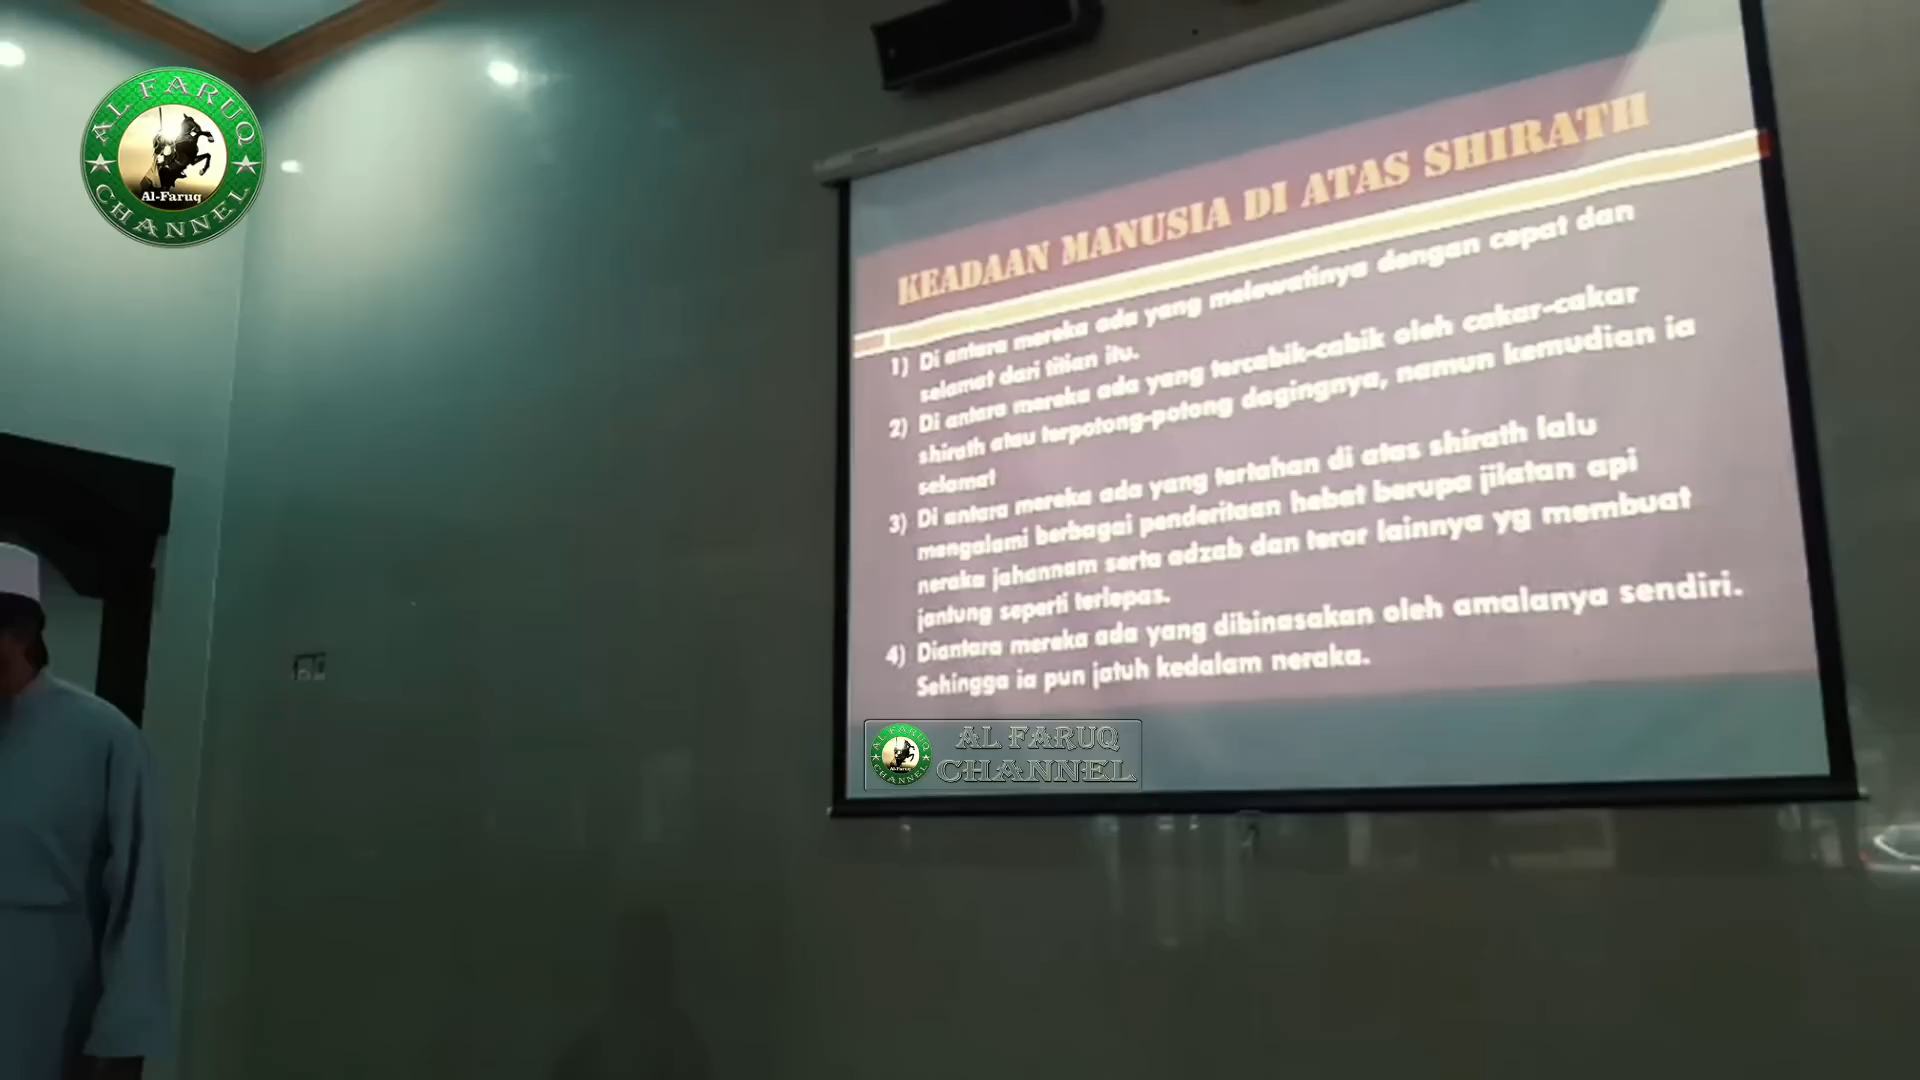 AL FARUQ
Al-Faruq
CHANNEL
KEADAAN MANUSIA DI ATAS SHIRATH
1) Di antara mereka ada yang melewatinya dengan cepat dan
selamat dari titian itu.
2) Di antara mereka ada yang tercabik-cabik oleh cakar-cakar
shirath atau terpotong-potong dagingnya, namun kemudian ia
selamat
3) Di antara mereka ada yang tertahan di atas shirath lalu
mengalami berbagai penderitaan hebat berupa jilatan api
neraka jahannam serta adzab dan teror lainnya yg membuat
jantung seperti terlepas.
4) Diantara mereka ada yang dibinasakan oleh amalanya sendiri.
Sehingga ia pun jatuh kedalam neraka.
AL FARUQ
CHANNEL
AL FARUQ
CHANNEL